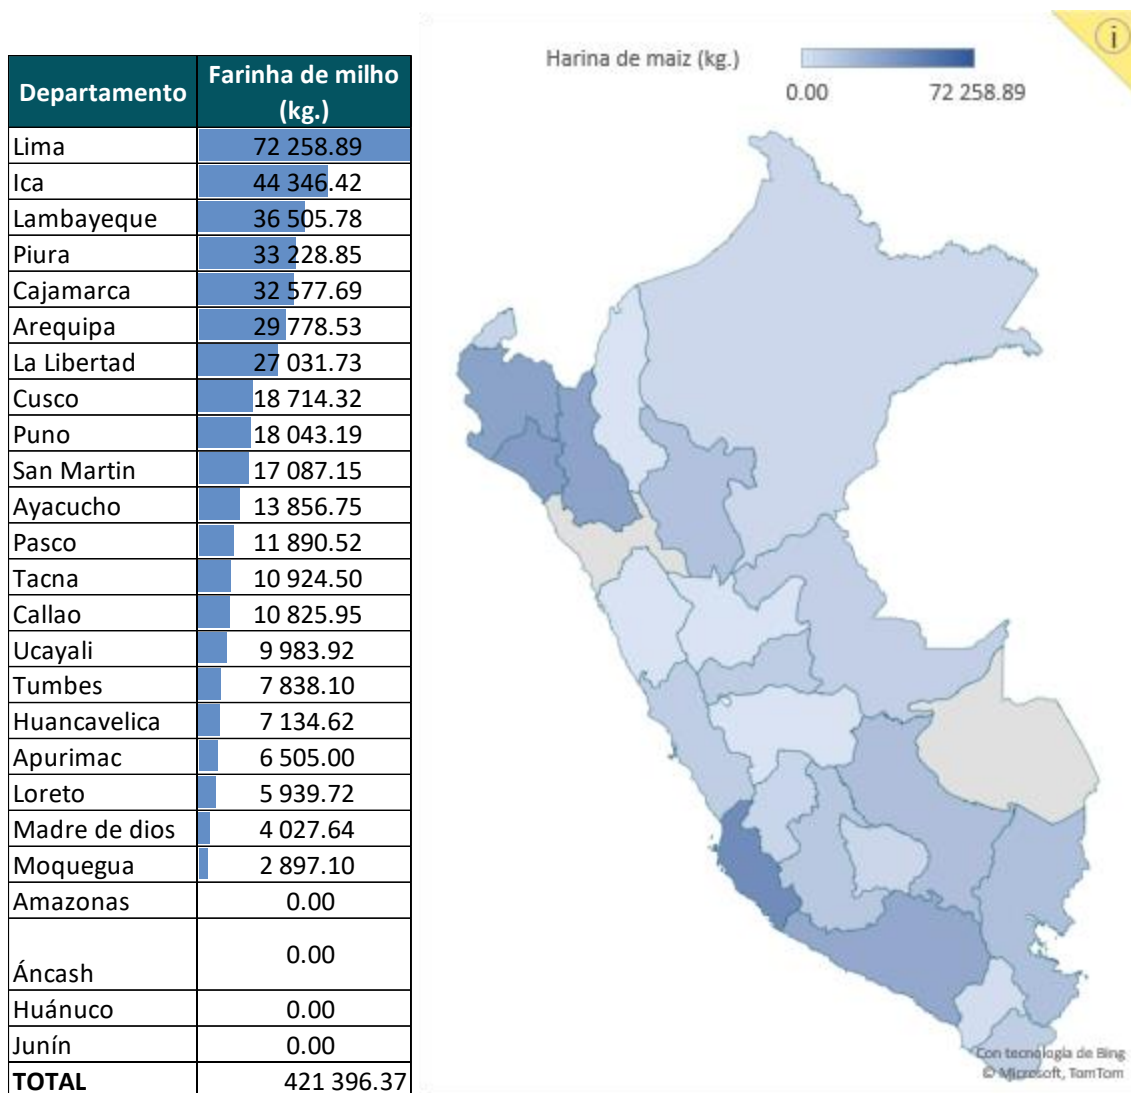 Departamento Farinha de milho (kg.)
Lima 72 258.89
Ica 44 346.42
Lambayeque 36 505.78
Piura 33 228.85
Cajamarca 32 577.69
Arequipa 29 778.53
La Libertad 27 031.73
Cusco 18 714.32
Puno 18 043.19
San Martin 17 087.15
Ayacucho 13 856.75
Pasco 11 890.52
Tacna 10 924.50
Callao 10 825.95
Ucayali 9 983.92
Tumbes 7 838.10
Huancavelica 7 134.62
Apurimac 6 505.00
Loreto 5 939.72
Madre de dios 4 027.64
Moquegua 2 897.10
Amazonas 0.00
Áncash 0.00
Huánuco 0.00
Junín 0.00
TOTAL 421 396.37
Harina de maiz (kg.)
0.00 72 258.89
i
Con tecnología de Bing
© Microsoft, TomTom